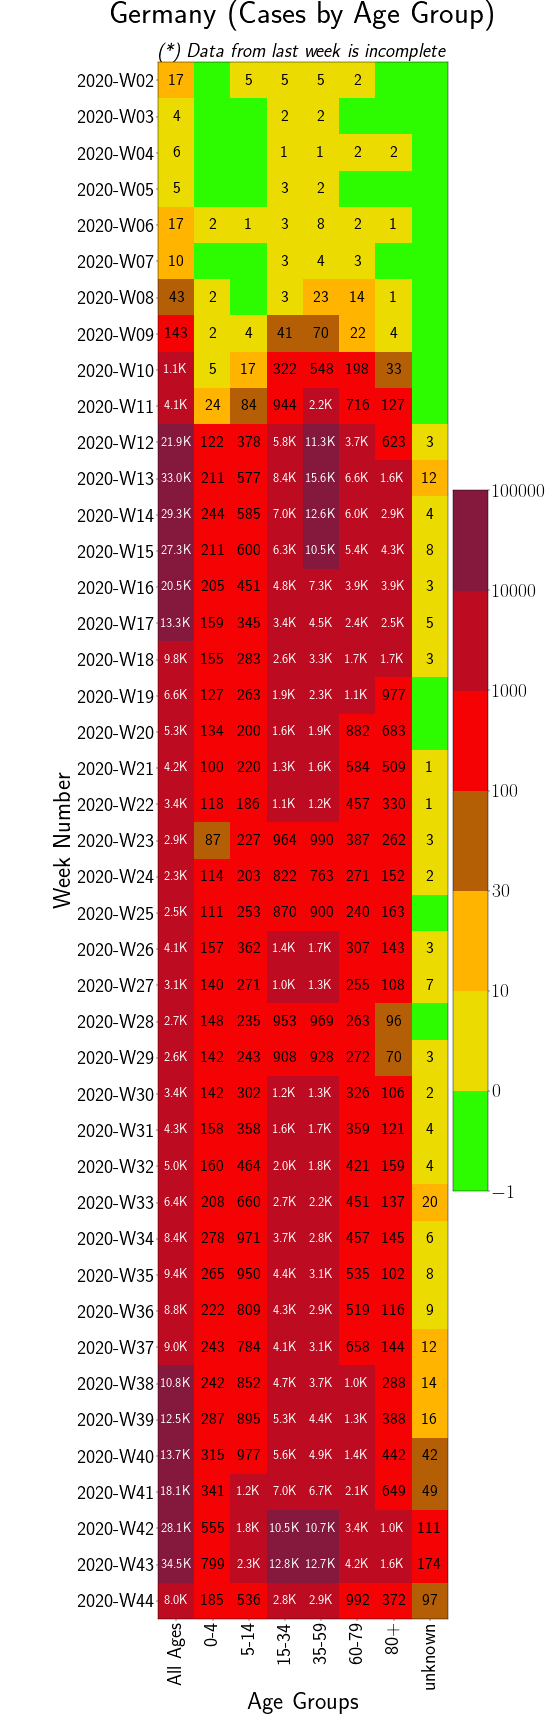 Germany (Cases by Age Group)
(*) Data from last week is incomplete
2020-W02 17 5 5 5 2
2020-W03 4 2 2
2020-W04 6 1 1 2 2
2020-W05 5 3 2
2020-W06 17 2 1 3 8 2 1
2020-W07 10 3 4 3
2020-W08 43 2 3 23 14 1
2020-W09 143 2 4 41 70 22 4
2020-W10 1.1K 5 17 322 548 198 33
2020-W11 4.1K 24 84 944 2.2K 716 127
2020-W12 21.9K 122 378 5.8K 11.3K 3.7K 623 3
2020-W13 33.0K 211 577 8.4K 15.6K 6.6K 1.6K 12
2020-W14 29.3K 244 585 7.0K 12.6K 6.0K 2.9K 4
2020-W15 27.3K 211 600 6.3K 10.5K 5.4K 4.3K 8
2020-W16 20.5K 205 451 4.8K 7.3K 3.9K 3.9K 3
2020-W17 13.3K 159 345 3.4K 4.5K 2.4K 2.5K 5
2020-W18 9.8K 155 283 2.6K 3.3K 1.7K 1.7K 3
2020-W19 6.6K 127 263 1.9K 2.3K 1.1K 977
2020-W20 5.3K 134 200 1.6K 1.9K 882 683
2020-W21 4.2K 100 220 1.3K 1.6K 584 509 1
2020-W22 3.4K 118 186 1.1K 1.2K 457 330 1
2020-W23 2.9K 87 227 964 990 387 262 3
2020-W24 2.3K 114 203 822 763 271 152 2
2020-W25 2.5K 111 253 870 900 240 163
2020-W26 4.1K 157 362 1.4K 1.7K 307 143 3
2020-W27 3.1K 140 271 1.0K 1.3K 255 108 7
2020-W28 2.7K 148 235 953 969 263 96
2020-W29 2.6K 142 243 908 928 272 70 3
2020-W30 3.4K 142 302 1.2K 1.3K 326 106 2
2020-W31 4.3K 158 358 1.6K 1.7K 359 121 4
2020-W32 5.0K 160 464 2.0K 1.8K 421 159 4
2020-W33 6.4K 208 660 2.7K 2.2K 451 137 20
2020-W34 8.4K 278 971 3.7K 2.8K 457 145 6
2020-W35 9.4K 265 950 4.4K 3.1K 535 102 8
2020-W36 8.8K 222 809 4.3K 2.9K 519 116 9
2020-W37 9.0K 243 784 4.1K 3.1K 658 144 12
2020-W38 10.8K 242 852 4.7K 3.7K 1.0K 288 14
2020-W39 12.5K 287 895 5.3K 4.4K 1.3K 388 16
2020-W40 13.7K 315 977 5.6K 4.9K 1.4K 442 42
2020-W41 18.1K 341 1.2K 7.0K 6.7K 2.1K 649 49
2020-W42 28.1K 555 1.8K 10.5K 10.7K 3.4K 1.0K 111
2020-W43 34.5K 799 2.3K 12.8K 12.7K 4.2K 1.6K 174
2020-W44 8.0K 185 536 2.8K 2.9K 992 372 97
All Ages 0-4 5-14 15-34 35-59 60-79 80+ unknown
Age Groups
Week Number
100000
10000
1000
100
30
10
0
−1